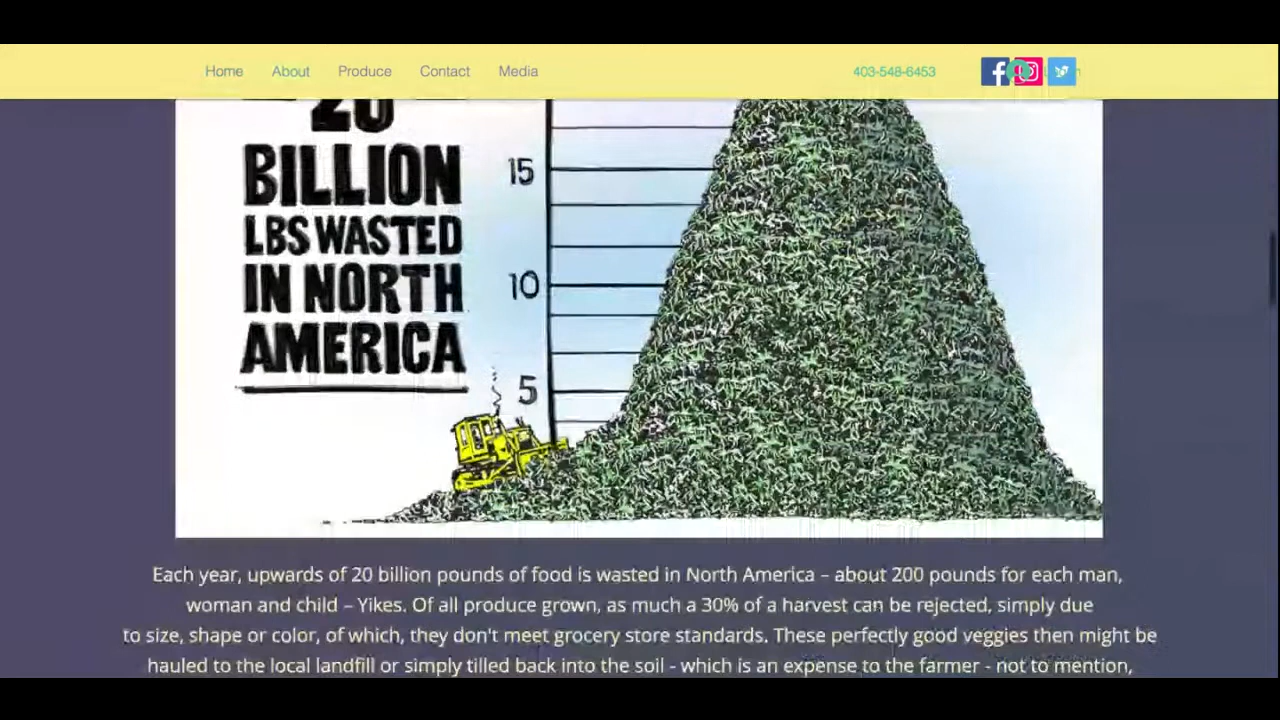 Home About Produce Contact Media 403-548-6453
20
BILLION
LBS WASTED
IN NORTH
AMERICA
15
10
5
Each year, upwards of 20 billion pounds of food is wasted in North America – about 200 pounds for each man,
woman and child – Yikes. Of all produce grown, as much a 30% of a harvest can be rejected, simply due
to size, shape or color, of which, they don't meet grocery store standards. These perfectly good veggies then might be
hauled to the local landfill or simply tilled back into the soil - which is an expense to the farmer - not to mention,